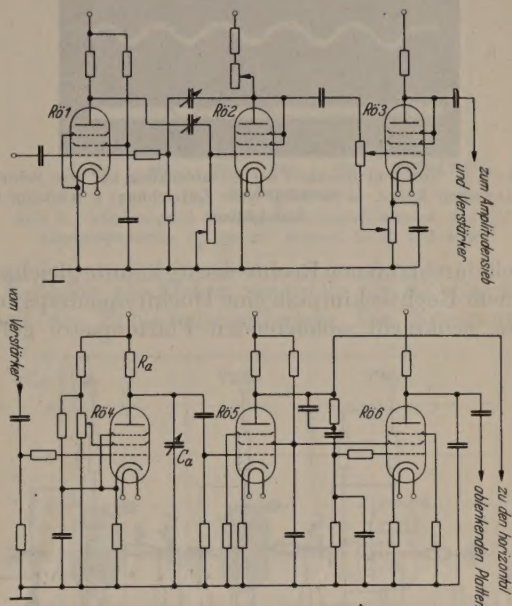 Rö1
Rö2
Rö3
zum Amplitudensieb
und Verstärker
vom Verstärker
Ra
Rö4
Ca
Rö5
Rö6
zu den horizontal
ablenkenden Platten